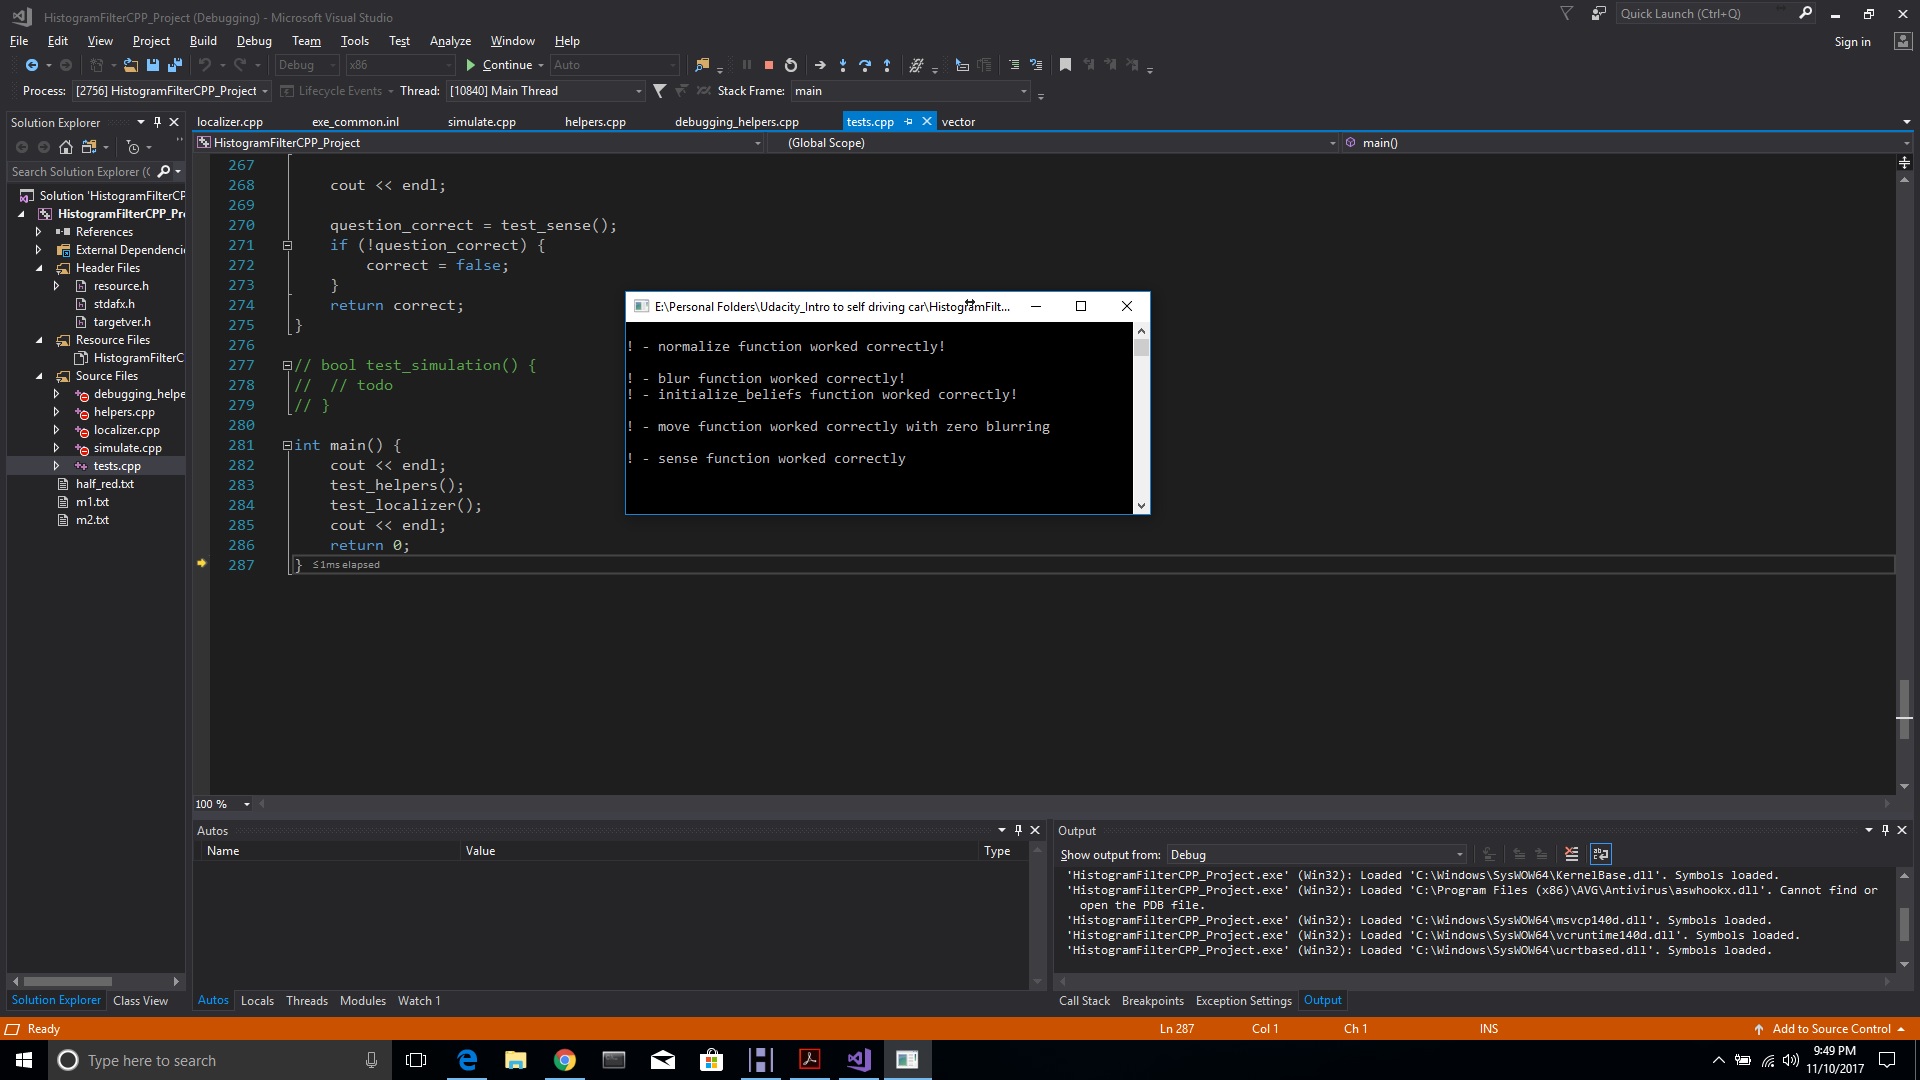 HistogramFilterCPP_Project (Debugging) - Microsoft Visual Studio
Quick Launch (Ctrl+Q)
File Edit View Project Build Debug Team Tools Test Analyze Window Help
Sign in
Debug x86 Continue Auto
Process: [2756] HistogramFilterCPP_Project Lifecycle Events Thread: [10840] Main Thread Stack Frame: main
Solution Explorer
localizer.cpp exe_common.inl simulate.cpp helpers.cpp debugging_helpers.cpp tests.cpp vector
HistogramFilterCPP_Project (Global Scope) main()
Search Solution Explorer (C
Solution 'HistogramFilterCP
HistogramFilterCPP_Pr
References
External Dependencie
Header Files
resource.h
stdafx.h
targetver.h
Resource Files
HistogramFilterC
Source Files
debugging_helpe
helpers.cpp
localizer.cpp
simulate.cpp
tests.cpp
half_red.txt
m1.txt
m2.txt
267
268 cout << endl;
269
270 question_correct = test_sense();
271 if (!question_correct) {
272 correct = false;
273 }
274 return correct;
275 }
276
277 // bool test_simulation() {
278 // // todo
279 // }
280
281 int main() {
282 cout << endl;
283 test_helpers();
284 test_localizer();
285 cout << endl;
286 return 0;
287 } ≤1ms elapsed
E:\Personal Folders\Udacity_Intro to self driving car\HistogramFilt...
! - normalize function worked correctly!
! - blur function worked correctly!
! - initialize_beliefs function worked correctly!
! - move function worked correctly with zero blurring
! - sense function worked correctly
100 %
Autos
Name Value Type
Output
Show output from: Debug
'HistogramFilterCPP_Project.exe' (Win32): Loaded 'C:\Windows\SysWOW64\KernelBase.dll'. Symbols loaded.
'HistogramFilterCPP_Project.exe' (Win32): Loaded 'C:\Program Files (x86)\AVG\Antivirus\aswhookx.dll'. Cannot find or
open the PDB file.
'HistogramFilterCPP_Project.exe' (Win32): Loaded 'C:\Windows\SysWOW64\msvcp140d.dll'. Symbols loaded.
'HistogramFilterCPP_Project.exe' (Win32): Loaded 'C:\Windows\SysWOW64\vcruntime140d.dll'. Symbols loaded.
'HistogramFilterCPP_Project.exe' (Win32): Loaded 'C:\Windows\SysWOW64\ucrtbased.dll'. Symbols loaded.
Solution Explorer Class View
Autos Locals Threads Modules Watch 1
Call Stack Breakpoints Exception Settings Output
Ready Ln 287 Col 1 Ch 1 INS Add to Source Control
Type here to search
9:49 PM
11/10/2017